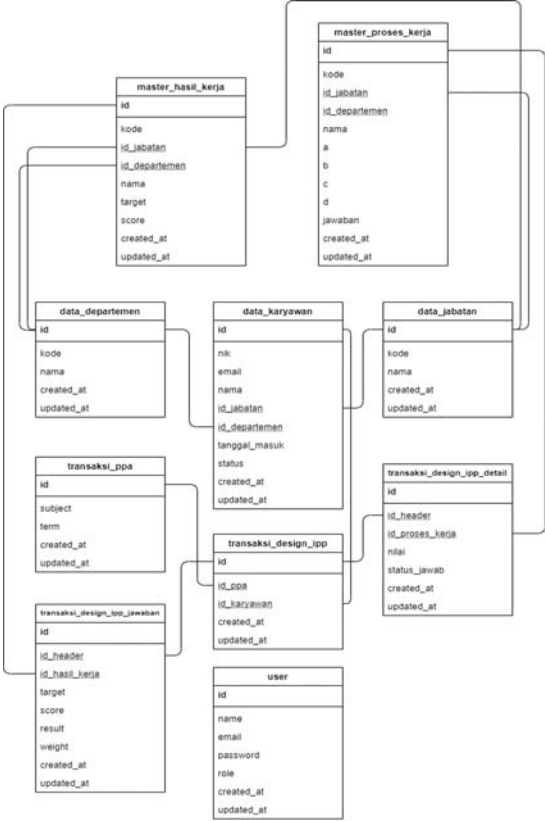 master_proses_kerja
id
kode
id_jabatan
id_departemen
nama
a
b
c
d
jawaban
created_at
updated_at
master_hasil_kerja
id
kode
id_jabatan
id_departemen
nama
target
score
created_at
updated_at
data_departemen
id
kode
nama
created_at
updated_at
data_karyawan
id
nik
email
nama
id_jabatan
id_departemen
tanggal_masuk
status
created_at
updated_at
data_jabatan
id
kode
nama
created_at
updated_at
transaksi_ppa
id
subject
term
created_at
updated_at
transaksi_design_ipp
id
id_ppa
id_karyawan
created_at
updated_at
transaksi_design_ipp_detail
id
id_header
id_proses_kerja
nilai
status_jawab
created_at
updated_at
transaksi_design_ipp_jawaban
id
id_header
id_hasil_kerja
target
score
result
weight
created_at
updated_at
user
id
name
email
password
role
created_at
updated_at